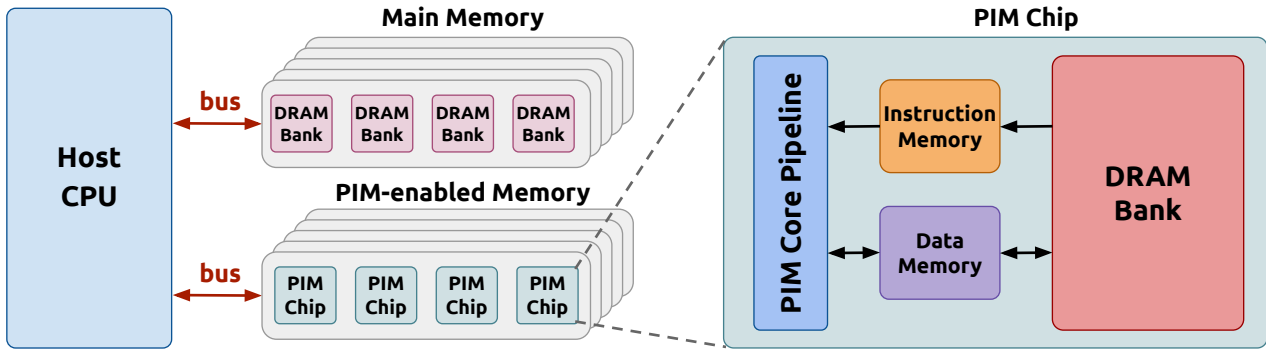 Main Memory
PIM Chip
Host
CPU
bus
DRAM
Bank
DRAM
Bank
DRAM
Bank
DRAM
Bank
PIM-enabled Memory
bus
PIM
Chip
PIM
Chip
PIM
Chip
PIM
Chip
PIM Core Pipeline
Instruction
Memory
Data
Memory
DRAM
Bank